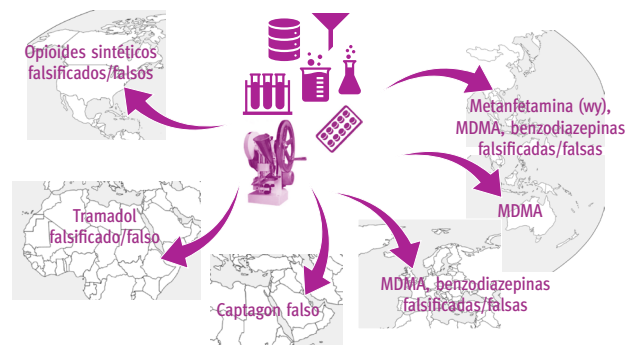 Opioides sintéticos
falsificados/falsos
Metanfetamina (wy),
MDMA, benzodiazepinas
falsificadas/falsas
MDMA
Tramadol
falsificado/falso
Captagon falso
MDMA, benzodiazepinas
falsificadas/falsas